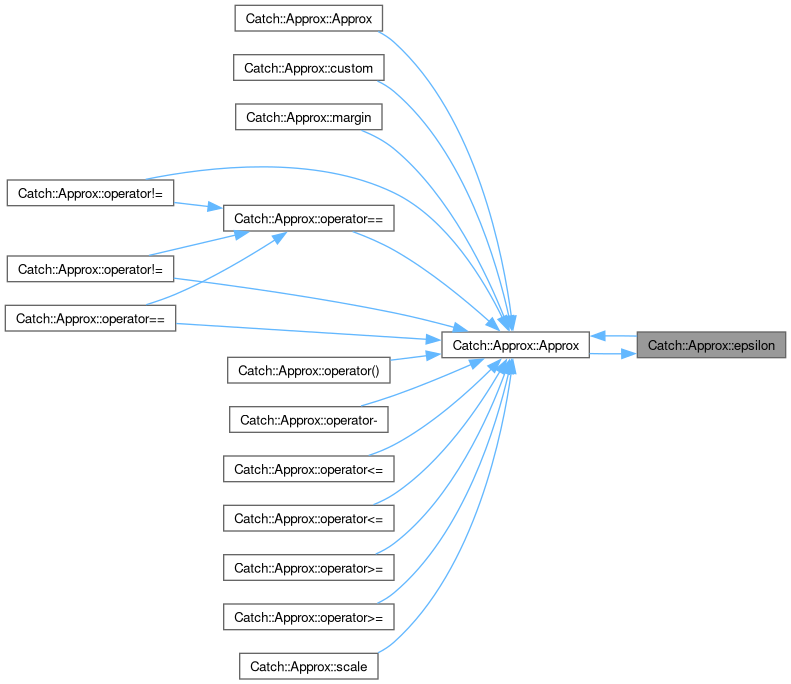 Catch::Approx::Approx
Catch::Approx::custom
Catch::Approx::margin
Catch::Approx::operator!=
Catch::Approx::operator==
Catch::Approx::operator!=
Catch::Approx::operator==
Catch::Approx::Approx
Catch::Approx::epsilon
Catch::Approx::operator()
Catch::Approx::operator-
Catch::Approx::operator<=
Catch::Approx::operator<=
Catch::Approx::operator>=
Catch::Approx::operator>=
Catch::Approx::scale